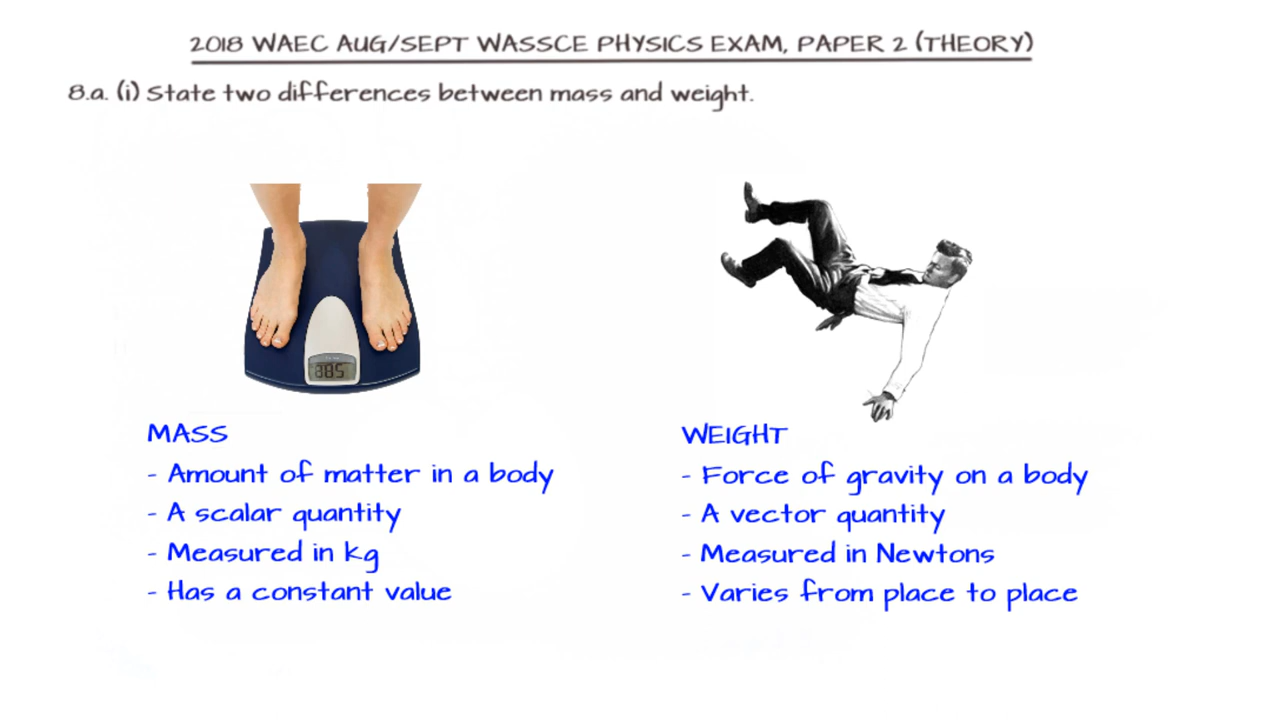 2018 WAEC AUG/SEPT WASSCE PHYSICS EXAM, PAPER 2 (THEORY)
8.a. (i) State two differences between mass and weight.
385
MASS
- Amount of matter in a body
- A scalar quantity
- Measured in kg
- Has a constant value
WEIGHT
- Force of gravity on a body
- A vector quantity
- Measured in Newtons
- Varies from place to place